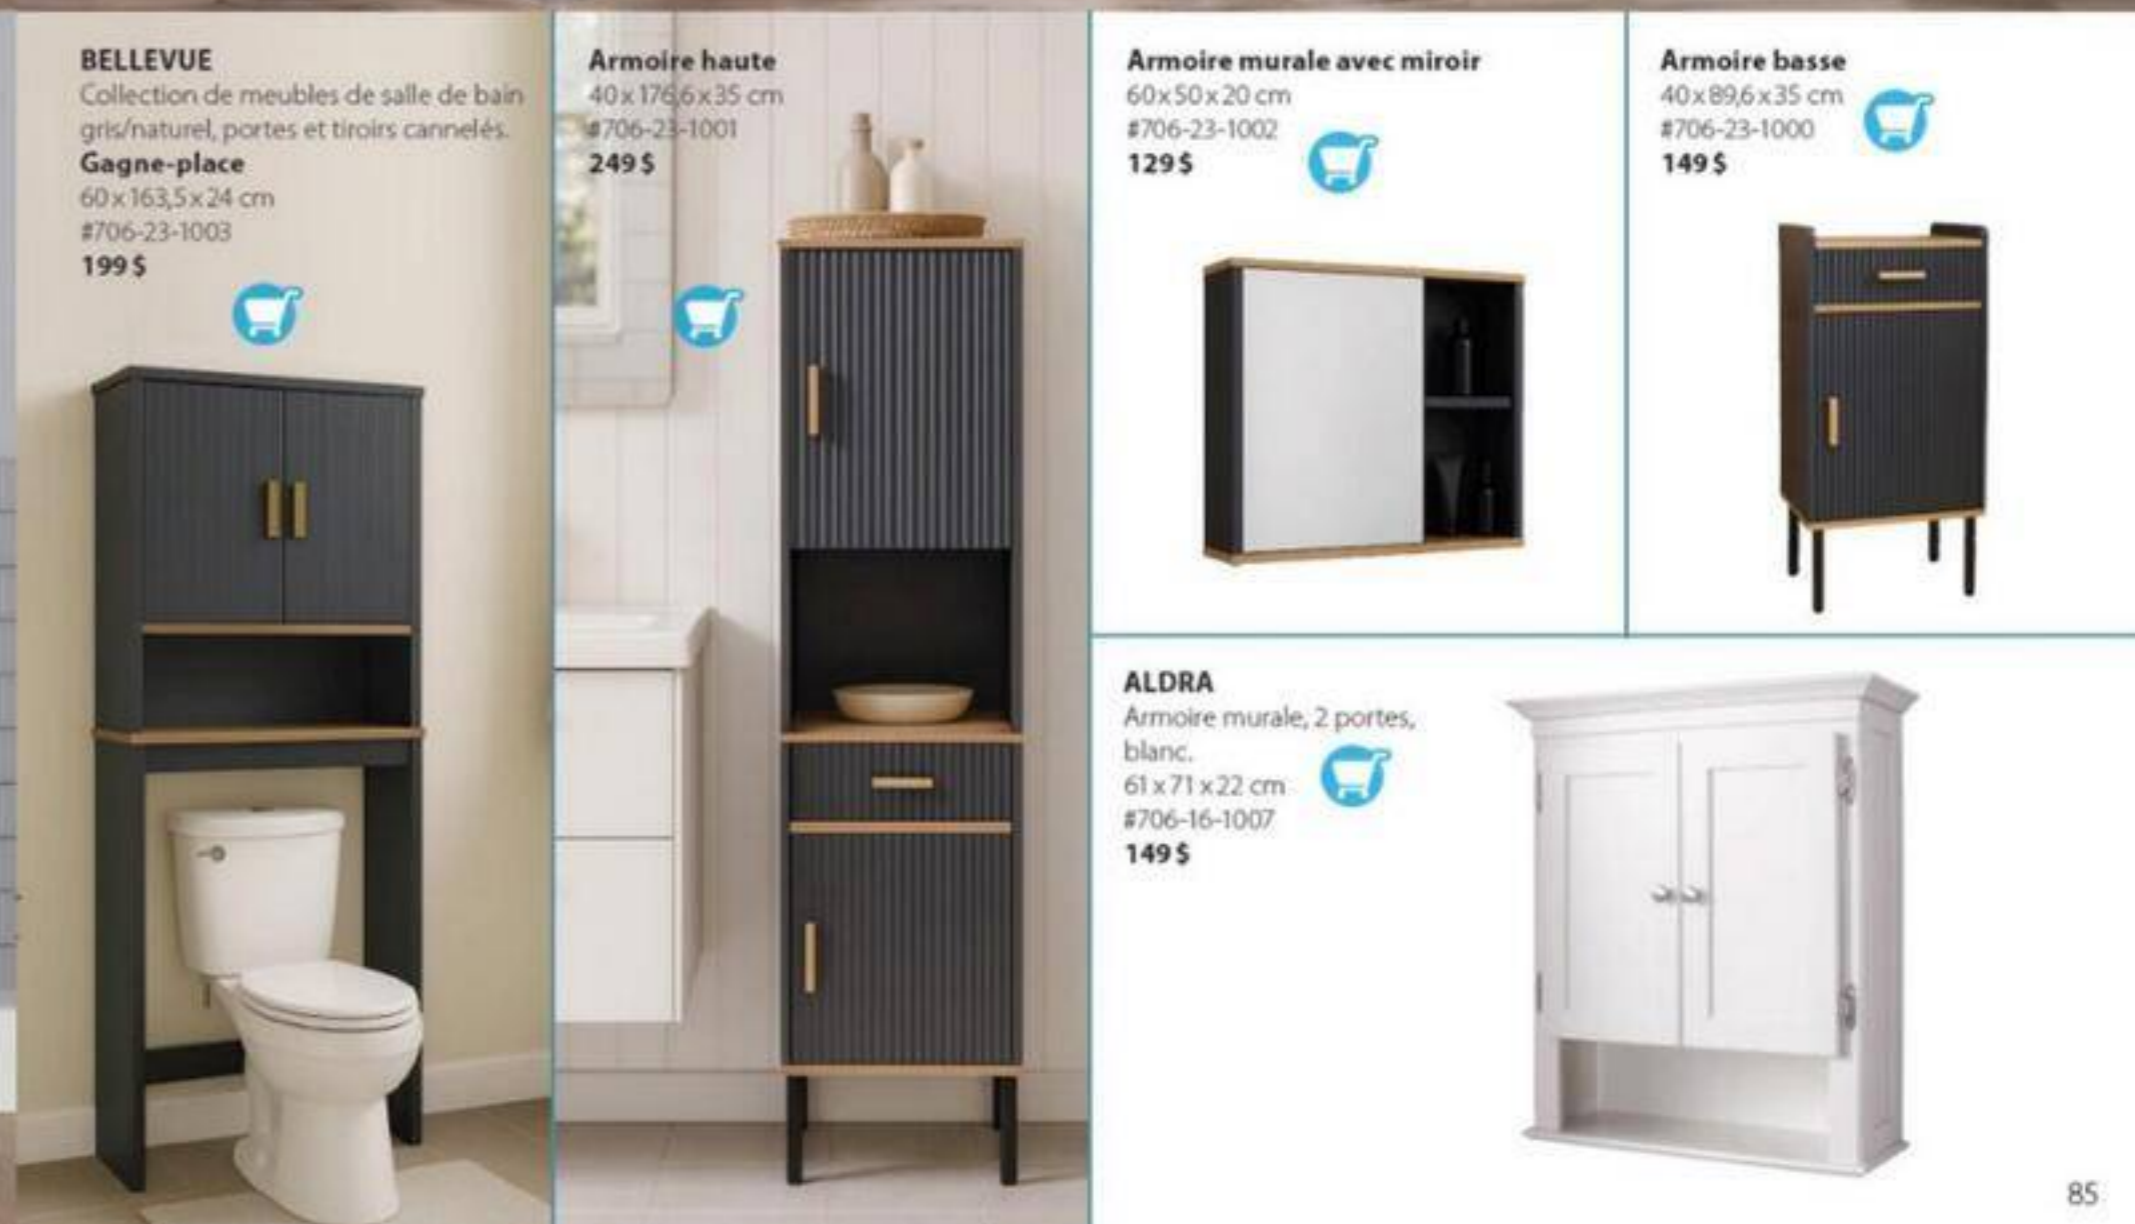 BELLEVUE
Collection de meubles de salle de bain
gris/naturel, portes et tiroirs cannelés.
Gagne-place
60 x 163,5 x 24 cm
#706-23-1003
199 $
Armoire haute
40 x 176,6 x 35 cm
#706-23-1001
249 $
Armoire murale avec miroir
60 x 50 x 20 cm
#706-23-1002
129 $
Armoire basse
40 x 89,6 x 35 cm
#706-23-1000
149 $
ALDRA
Armoire murale, 2 portes,
blanc.
61 x 71 x 22 cm
#706-16-1007
149 $
85